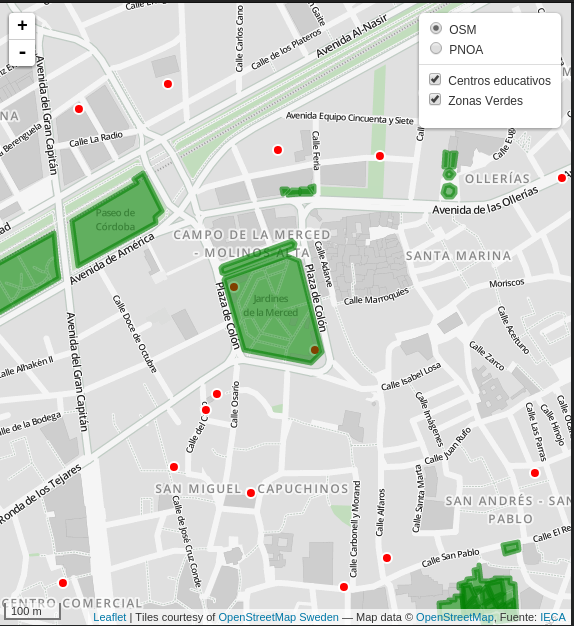 +
-
OSM
PNOA
Centros educativos
Zonas Verdes
Calle Carlos
Calle de los Plateros
Avenida Al-Nasir
Avenida del Gran Capitán
Calle La Radio
Avenida Equipo Cincuenta y Siete
Calle Feria
OLLERÍAS
Avenida de las Ollerías
Paseo de
Córdoba
Avenida de América
CAMPO DE LA MERCED
- MOLINOS ALTA
Calle Adarve
SANTA MARINA
Plaza de Colón
Plaza de Colón
Jardines
de la Merced
Calle Marroquíes
Moriscos
Calle Aceituno
Calle Zarco
Calle Doce de Octubre
Avenida del Gran Capitán
Calle Alhakén II
Calle Isabel Losa
Calle Osario
Calle Imágenes
Calle Juan Rufo
Calle Las Parras
Calle Hinojo
Calle de la Bodega
Ronda de los Tejares
SAN MIGUEL - CAPUCHINOS
Calle de José Cruz Conde
Calle Carbonell y Morand
Calle Alfaros
Calle Santa Marta
SAN ANDRÉS - SAN
PABLO
Calle San Pablo
Calle El Re
CENTRO COMERCIAL
100 m
Leaflet | Tiles courtesy of OpenStreetMap Sweden — Map data © OpenStreetMap, Fuente: IECA